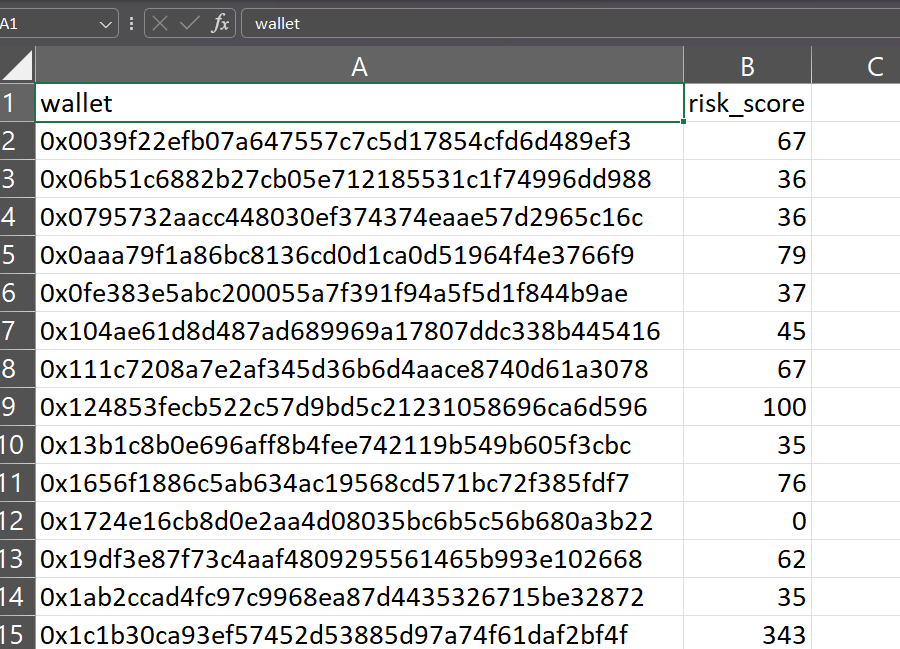 A1 fx wallet
A B C
1 wallet risk_score
2 0x0039f22efb07a647557c7c5d17854cfd6d489ef3 67
3 0x06b51c6882b27cb05e712185531c1f74996dd988 36
4 0x0795732aacc448030ef374374eaae57d2965c16c 36
5 0x0aaa79f1a86bc8136cd0d1ca0d51964f4e3766f9 79
6 0x0fe383e5abc200055a7f391f94a5f5d1f844b9ae 37
7 0x104ae61d8d487ad689969a17807ddc338b445416 45
8 0x111c7208a7e2af345d36b6d4aace8740d61a3078 67
9 0x124853fecb522c57d9bd5c21231058696ca6d596 100
10 0x13b1c8b0e696aff8b4fee742119b549b605f3cbc 35
11 0x1656f1886c5ab634ac19568cd571bc72f385fdf7 76
12 0x1724e16cb8d0e2aa4d08035bc6b5c56b680a3b22 0
13 0x19df3e87f73c4aaf4809295561465b993e102668 62
14 0x1ab2ccad4fc97c9968ea87d4435326715be32872 35
15 0x1c1b30ca93ef57452d53885d97a74f61daf2bf4f 343